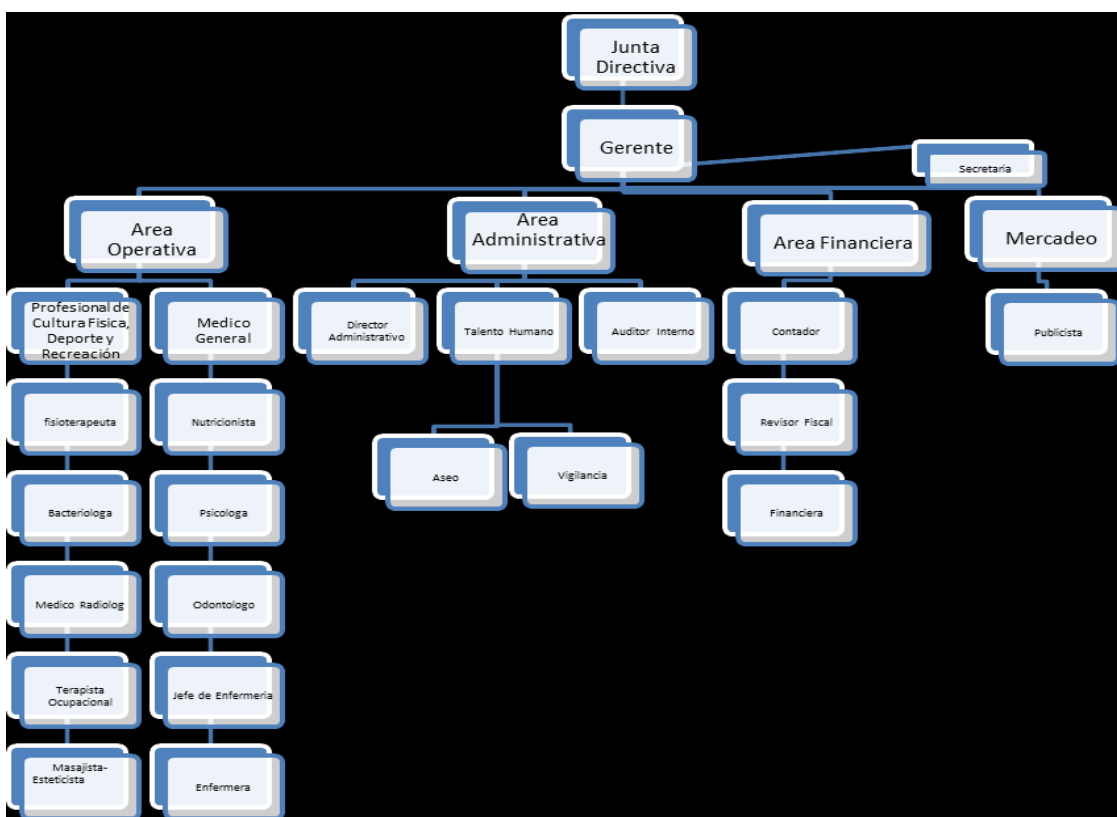 Junta
Directiva
Gerente
Secretaria
Area
Operativa
Area
Administrativa
Area Financiera
Mercadeo
Profesional de
Cultura Fisica,
Deporte y
Recreación
Medico
General
Director
Administrativo
Talento Humano
Auditor Interno
Contador
Publicista
fisioterapeuta
Nutricionista
Revisor Fiscal
Aseo
Vigilancia
Bacteriologa
Psicologa
Financiera
Medico Radiolog
Odontologo
Terapista
Ocupacional
Jefe de Enfermeria
Masajista-
Esteticista
Enfermera